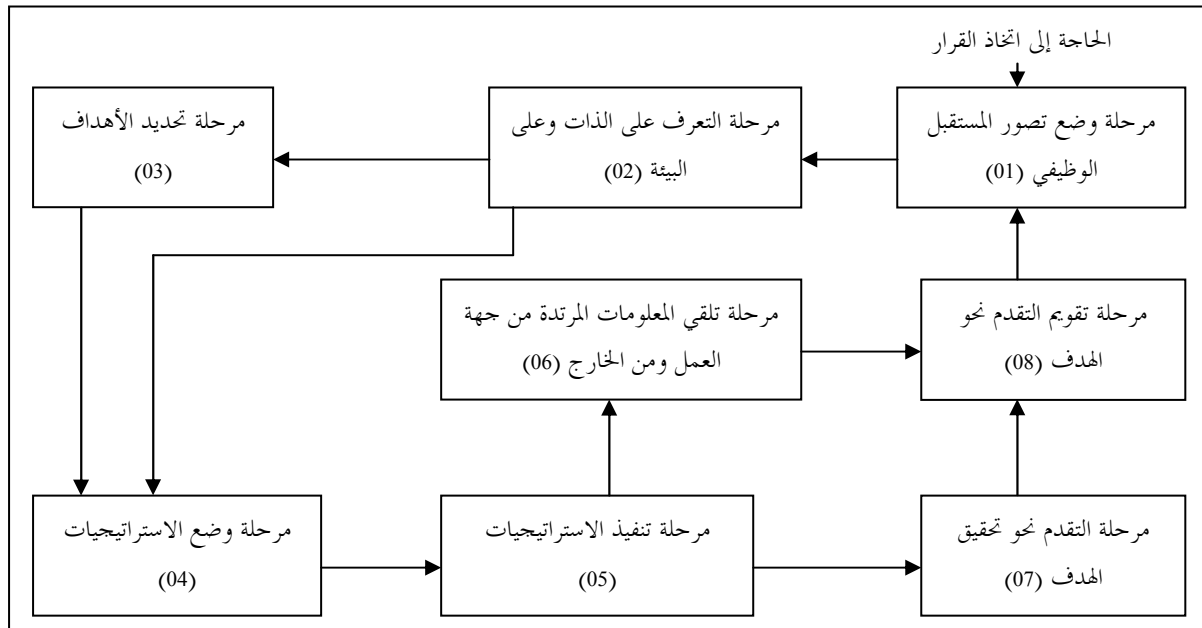 الحاجة إلى اتخاذ القرار
مرحلة وضع تصور المستقبل
الوظيفي (01)
مرحلة التعرف على الذات وعلى
البيئة (02)
مرحلة تحديد الأهداف
(03)
مرحلة تلقي المعلومات المرتدة من جهة
العمل ومن الخارج (06)
مرحلة تقويم التقدم نحو
الهدف (08)
مرحلة وضع الاستراتيجيات
(04)
مرحلة تنفيذ الاستراتيجيات
(05)
مرحلة التقدم نحو تحقيق
الهدف (07)